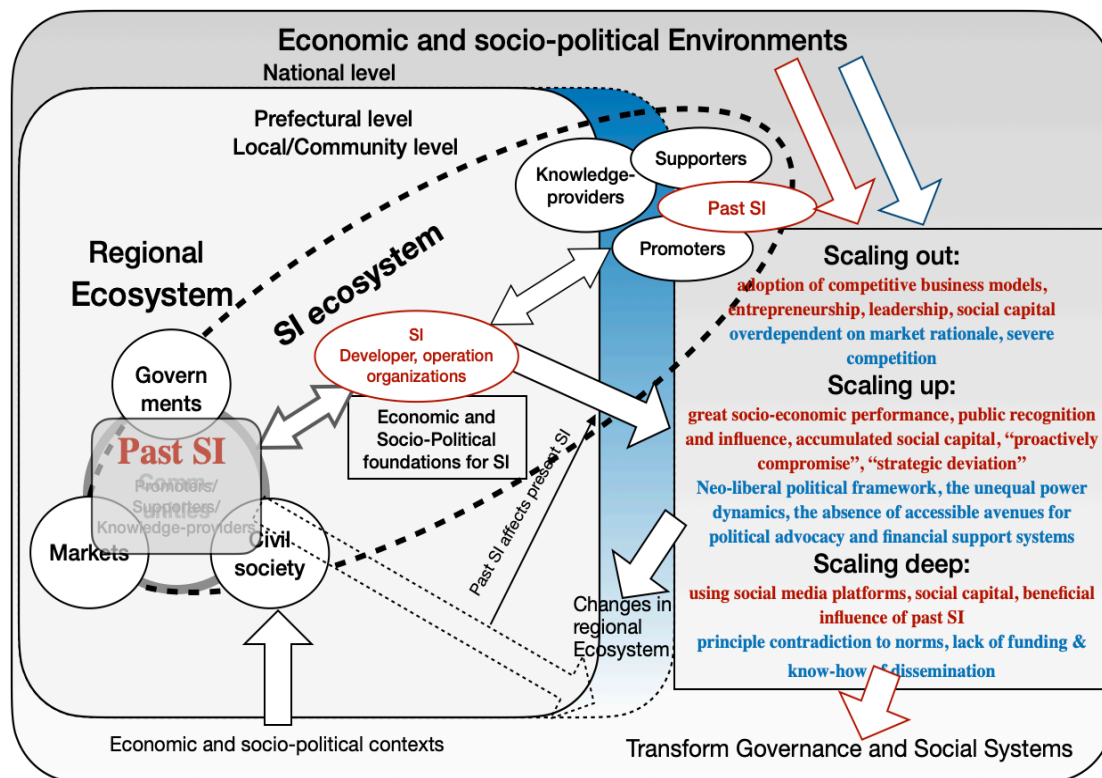 Economic and socio-political Environments
National level
Prefectural level
Local/Community level
Supporters
Knowledge-
providers
Past SI
Promoters
Regional
Ecosystem
SI ecosystem
SI
Developer, operation
organizations
Govern
ments
Economic and
Socio-Political
foundations for SI
Past SI
Comm-
unities
Promoters/
Supporters/
Knowledge-providers
Markets
Civil
society
Past SI affects present SI
Changes in
regional
Ecosystem
Economic and socio-political contexts
Scaling out:
adoption of competitive business models,
entrepreneurship, leadership, social capital
overdependent on market rationale, severe
competition
Scaling up:
great socio-economic performance, public recognition
and influence, accumulated social capital, “proactively
compromise”, “strategic deviation”
Neo-liberal political framework, the unequal power
dynamics, the absence of accessible avenues for
political advocacy and financial support systems
Scaling deep:
using social media platforms, social capital, beneficial
influence of past SI
principle contradiction to norms, lack of funding &
know-how of dissemination
Transform Governance and Social Systems